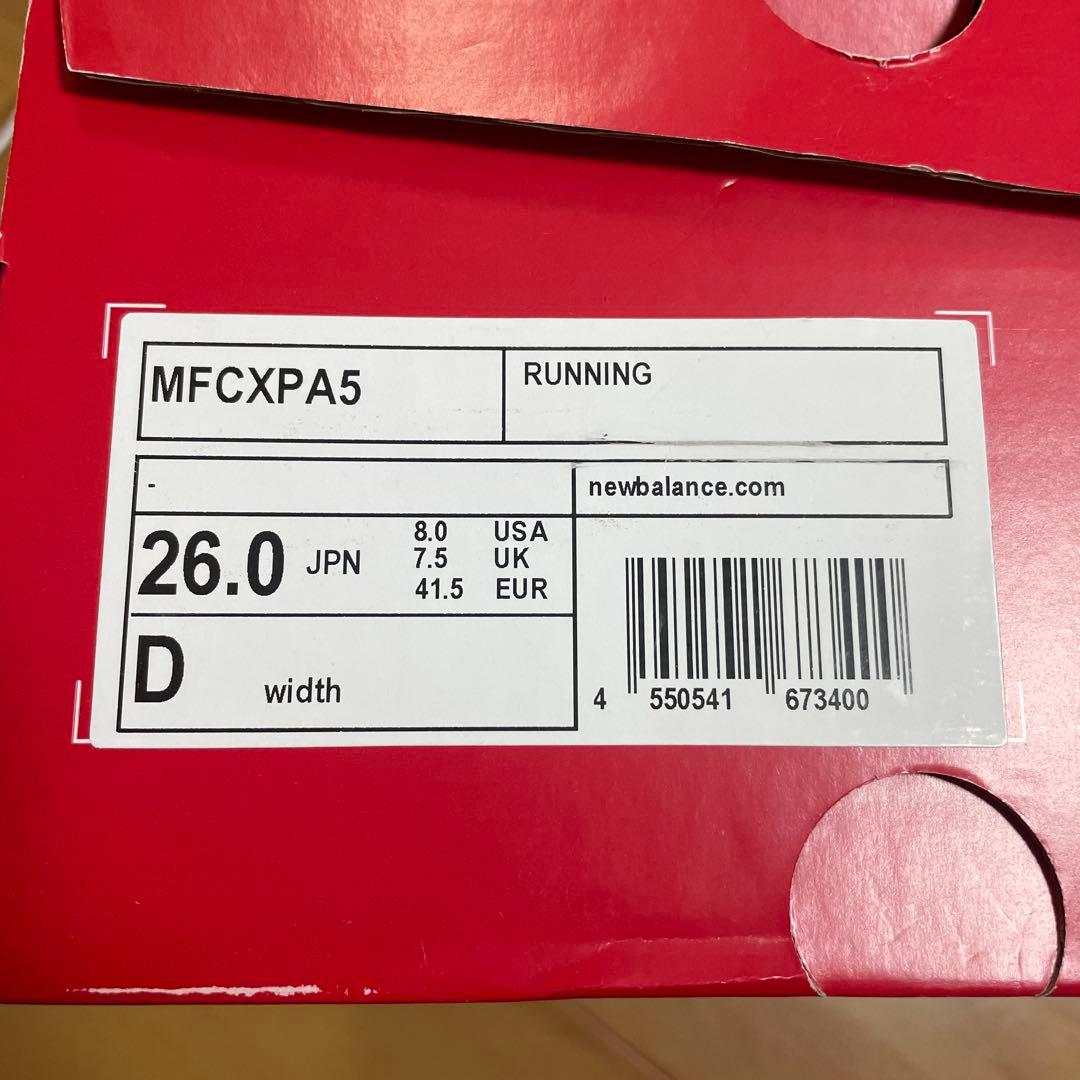 MFCXPA5
RUNNING
-
newbalance.com
26.0 JPN
8.0 USA
7.5 UK
41.5 EUR
D width
4 550541 673400